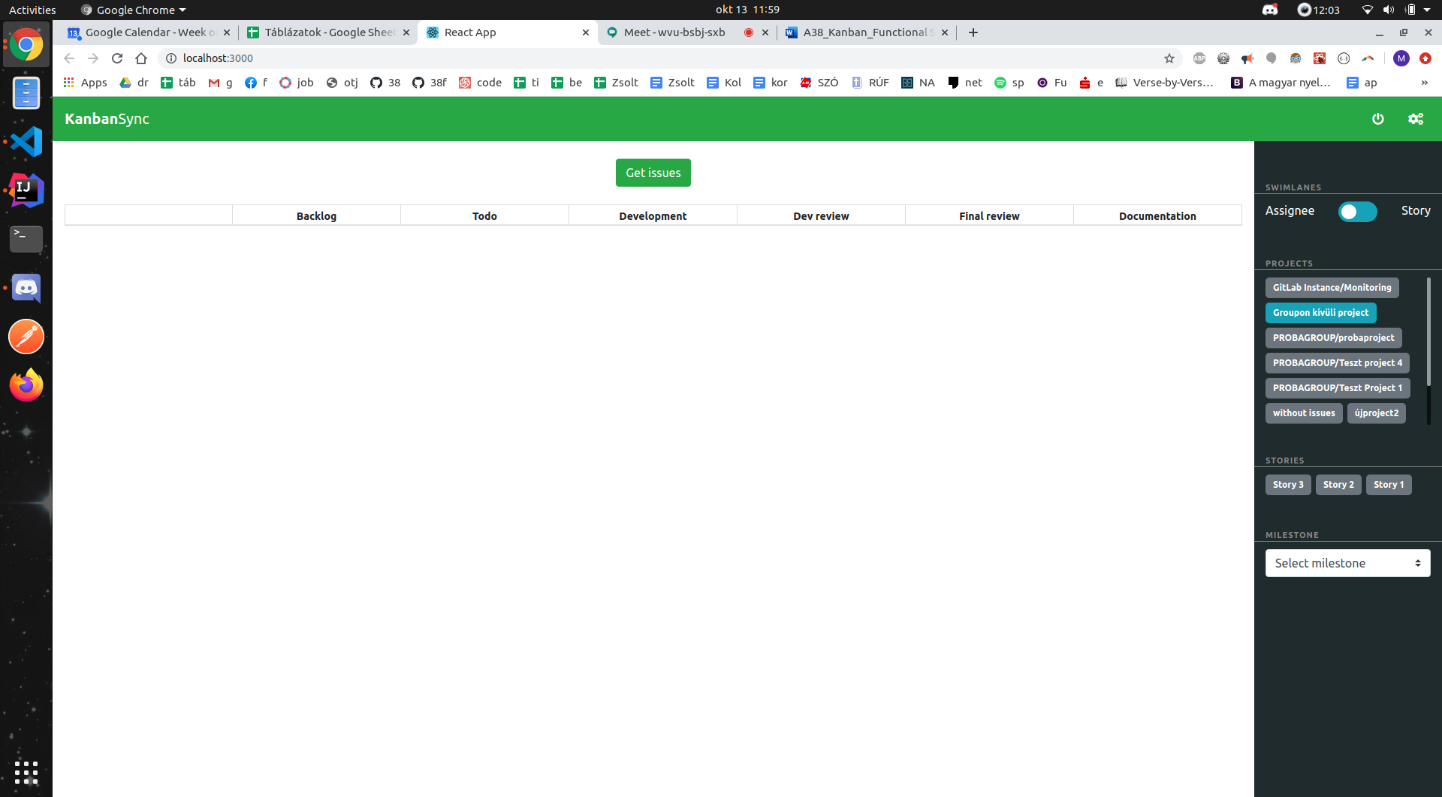 Activities Google Chrome okt 13 11:59 12:03
Google Calendar - Week o Táblázatok - Google Shee React App Meet - wvu-bsbj-sxb A38_Kanban_Functional S
localhost:3000
Apps dr táb g f job otj 38 38f code ti be Zsolt Zsolt Kol kor SZÓ RÚF NA net sp Fu e Verse-by-Vers… A magyar nyel… ap »
KanbanSync
Get issues
Backlog Todo Development Dev review Final review Documentation
SWIMLANES
Assignee Story
PROJECTS
GitLab Instance/Monitoring
Groupon kívüli project
PROBAGROUP/probaproject
PROBAGROUP/Teszt project 4
PROBAGROUP/Teszt Project 1
without issues újproject2
STORIES
Story 3 Story 2 Story 1
MILESTONE
Select milestone